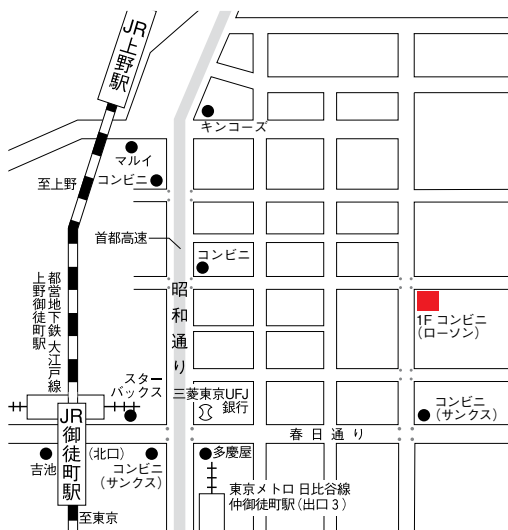 JR上野駅
キンコーズ
マルイ
コンビニ
至上野
首都高速
コンビニ
昭和通り
都営地下鉄 大江戸線
上野御徒町駅
1F コンビニ
(ローソン)
スター
バックス
三菱東京UFJ
銀行
コンビニ
(サンクス)
春日通り
JR御徒町駅
(北口)
吉池
コンビニ
(サンクス)
多慶屋
東京メトロ 日比谷線
仲御徒町駅(出口3)
至東京